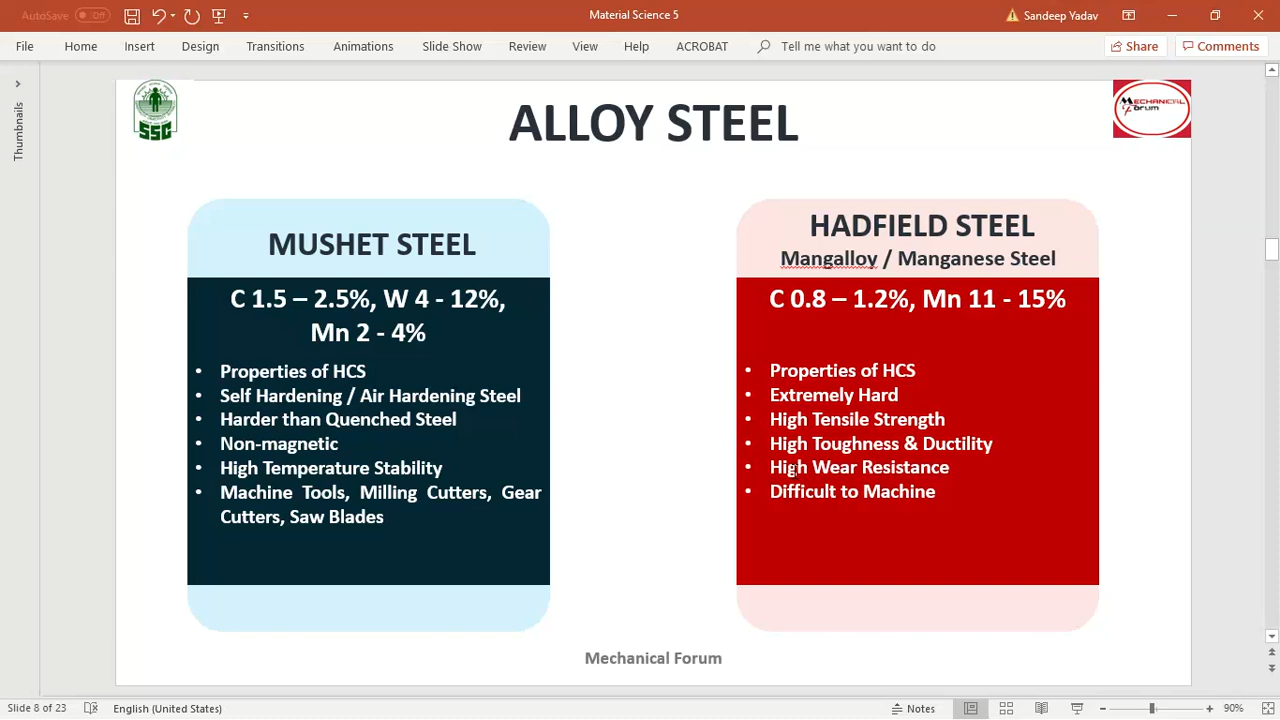 AutoSave Off
Material Science 5
Sandeep Yadav
File Home Insert Design Transitions Animations Slide Show Review View Help ACROBAT Tell me what you want to do Share Comments
Thumbnails
SSC
MECHANICAL
Forum
ALLOY STEEL
MUSHET STEEL
C 1.5 – 2.5%, W 4 - 12%,
Mn 2 - 4%
• Properties of HCS
• Self Hardening / Air Hardening Steel
• Harder than Quenched Steel
• Non-magnetic
• High Temperature Stability
• Machine Tools, Milling Cutters, Gear
Cutters, Saw Blades
HADFIELD STEEL
Mangalloy / Manganese Steel
C 0.8 – 1.2%, Mn 11 - 15%
• Properties of HCS
• Extremely Hard
• High Tensile Strength
• High Toughness & Ductility
• High Wear Resistance
• Difficult to Machine
Mechanical Forum
Slide 8 of 23 English (United States) Notes 90%